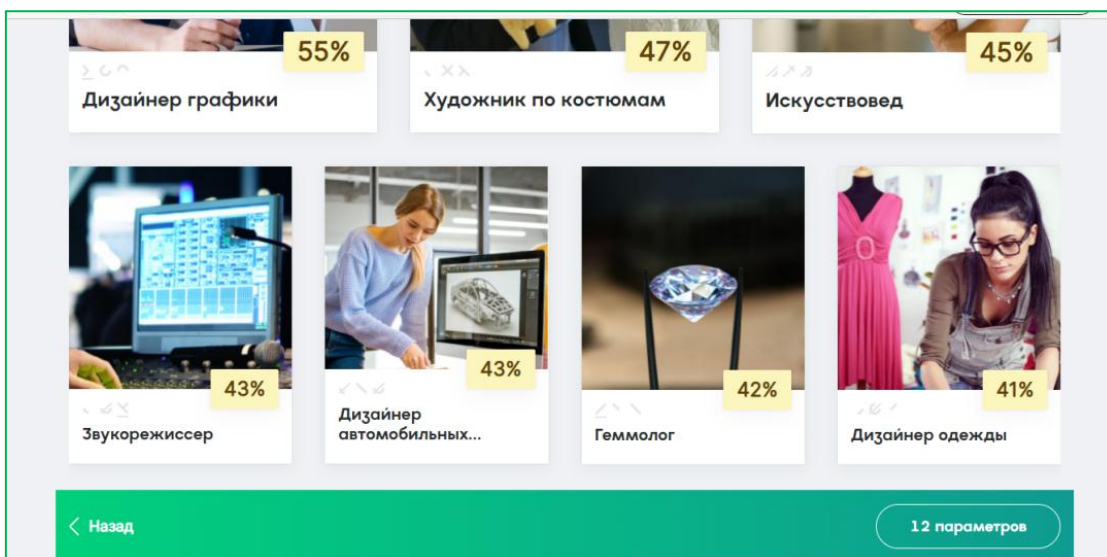 55%
47%
45%
Дизайнер графики
Художник по костюмам
Искусствовед
43%
43%
42%
41%
Звукорежиссер
Дизайнер
автомобильных...
Геммолог
Дизайнер одежды
Назад
12 параметров